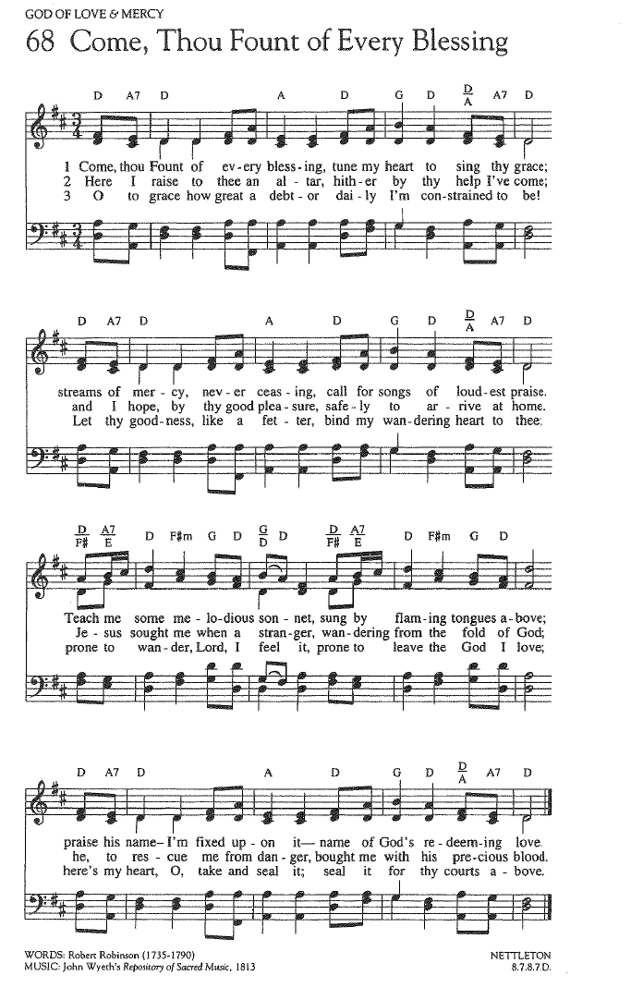 GOD OF LOVE & MERCY
68 Come, Thou Fount of Every Blessing
D A7 D A D G D D/A A7 D
1 Come, thou Fount of ev-ery bless-ing, tune my heart to sing thy grace;
2 Here I raise to thee an al-tar, hith-er by thy help I've come;
3 O to grace how great a debt-or dai-ly I'm con-strained to be!
D A7 D A D G D D/A A7 D
streams of mer-cy, nev-er ceas-ing, call for songs of loud-est praise.
and I hope, by thy good plea-sure, safe-ly to ar-rive at home.
Let thy good-ness, like a fet-ter, bind my wan-dering heart to thee;
D/F# A7/E D F#m G D G/D D D/F# A7/E D F#m G D
Teach me some me-lo-dious son-net, sung by flam-ing tongues a-bove;
Je-sus sought me when a stran-ger, wan-dering from the fold of God;
prone to wan-der, Lord, I feel it, prone to leave the God I love;
D A7 D A D G D D/A A7 D
praise his name—I'm fixed up-on it—name of God's re-deem-ing love.
he, to res-cue me from dan-ger, bought me with his pre-cious blood.
here's my heart, O, take and seal it; seal it for thy courts a-bove.
WORDS: Robert Robinson (1735-1790) NETTLETON
MUSIC: John Wyeth's Repository of Sacred Music, 1813 8.7.8.7.D.